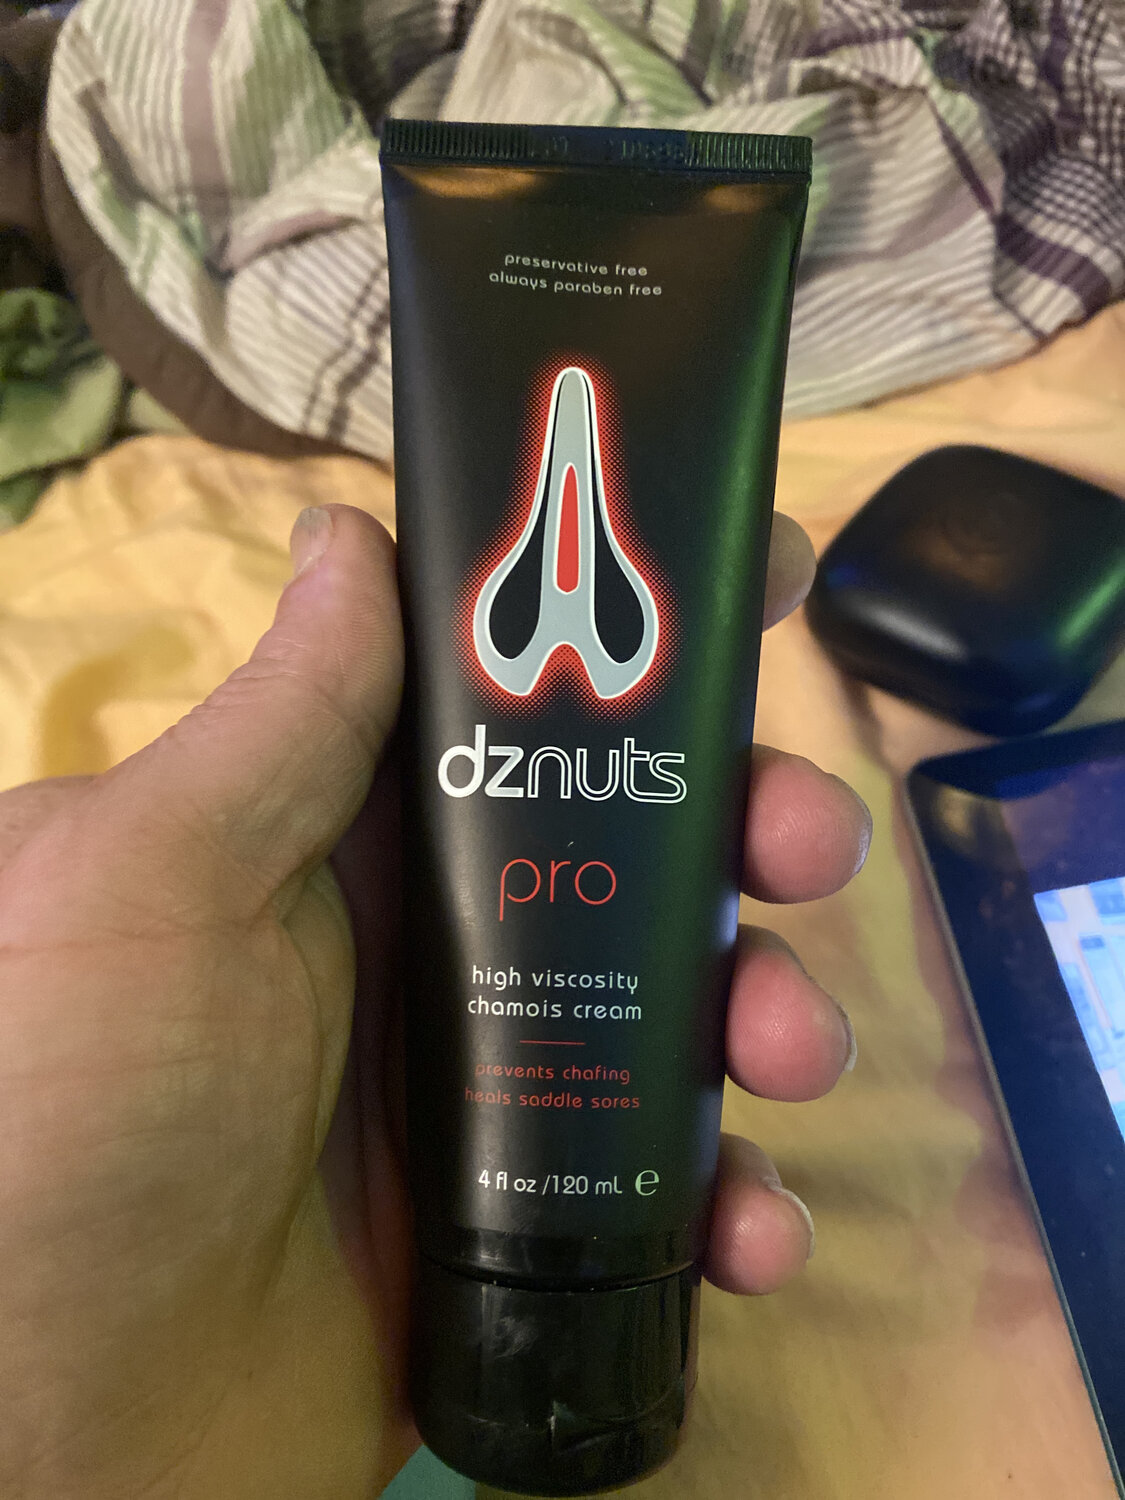 preservative free
always paraben free
dznuts
pro
high viscosity
chamois cream
prevents chafing
heals saddle sores
4 fl oz /120 mL ℮